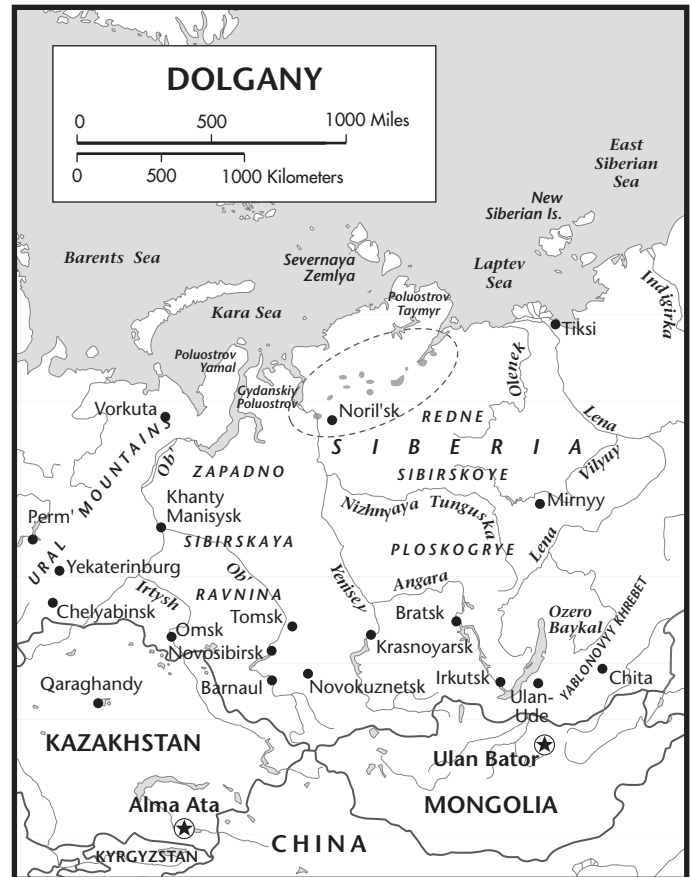 DOLGANY
0 500 1000 Miles
0 500 1000 Kilometers
East
Siberian
Sea
New
Siberian Is.
Barents Sea
Severnaya
Zemlya
Laptev
Sea
Indigirka
Kara Sea
Poluostrov
Taymyr
Tiksi
Poluostrov
Yamal
Olenek
Gydanskiy
Poluostrov
Vorkuta
Noril'sk
REDNE
Lena
SIBERIA
Ob'
ZAPADNO
SIBIRSKOYE
Vilyuy
URAL MOUNTAINS
Khanty
Manisysk
Nizhnyaya Tunguska
Mirnyy
Perm'
SIBIRSKAYA
PLOSKOGRYE
Lena
Yekaterinburg
Ob'
Yenisey
Angara
Irtysh
RAVNINA
Chelyabinsk
Tomsk
Bratsk
Ozero
Baykal
YABLONOVYY KHREBET
Omsk
Novosibirsk
Krasnoyarsk
Qaraghandy
Barnaul
Novokuznetsk
Irkutsk
Ulan-
Ude
Chita
KAZAKHSTAN
Ulan Bator
Alma Ata
MONGOLIA
CHINA
KYRGYZSTAN